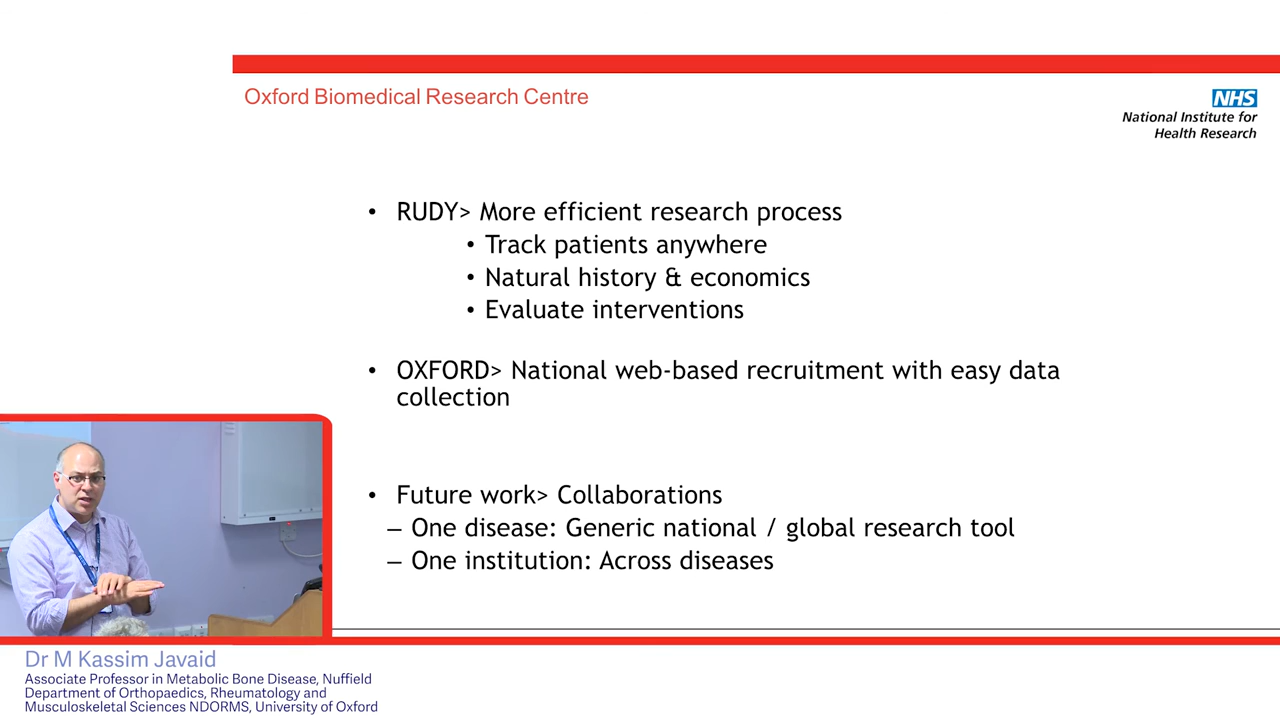 Oxford Biomedical Research Centre
NHS
National Institute for
Health Research
• RUDY> More efficient research process
• Track patients anywhere
• Natural history & economics
• Evaluate interventions
• OXFORD> National web-based recruitment with easy data
collection
• Future work> Collaborations
– One disease: Generic national / global research tool
– One institution: Across diseases
Dr M Kassim Javaid
Associate Professor in Metabolic Bone Disease, Nuffield
Department of Orthopaedics, Rheumatology and
Musculoskeletal Sciences NDORMS, University of Oxford